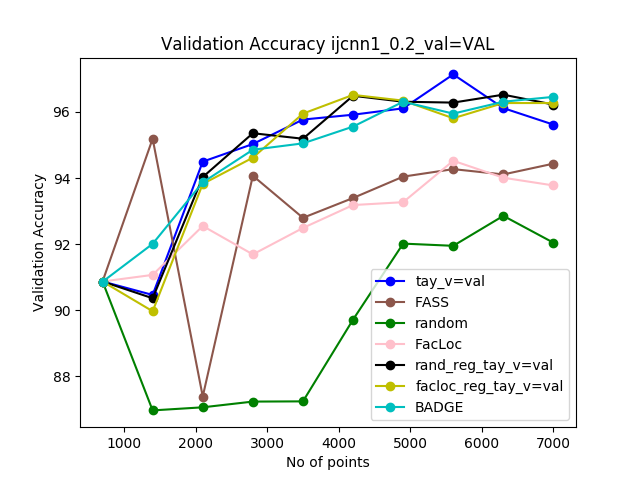 Validation Accuracy ijcnn1_0.2_val=VAL
Validation Accuracy
96
94
92
90
88
tay_v=val
FASS
random
FacLoc
rand_reg_tay_v=val
facloc_reg_tay_v=val
BADGE
1000 2000 3000 4000 5000 6000 7000
No of points